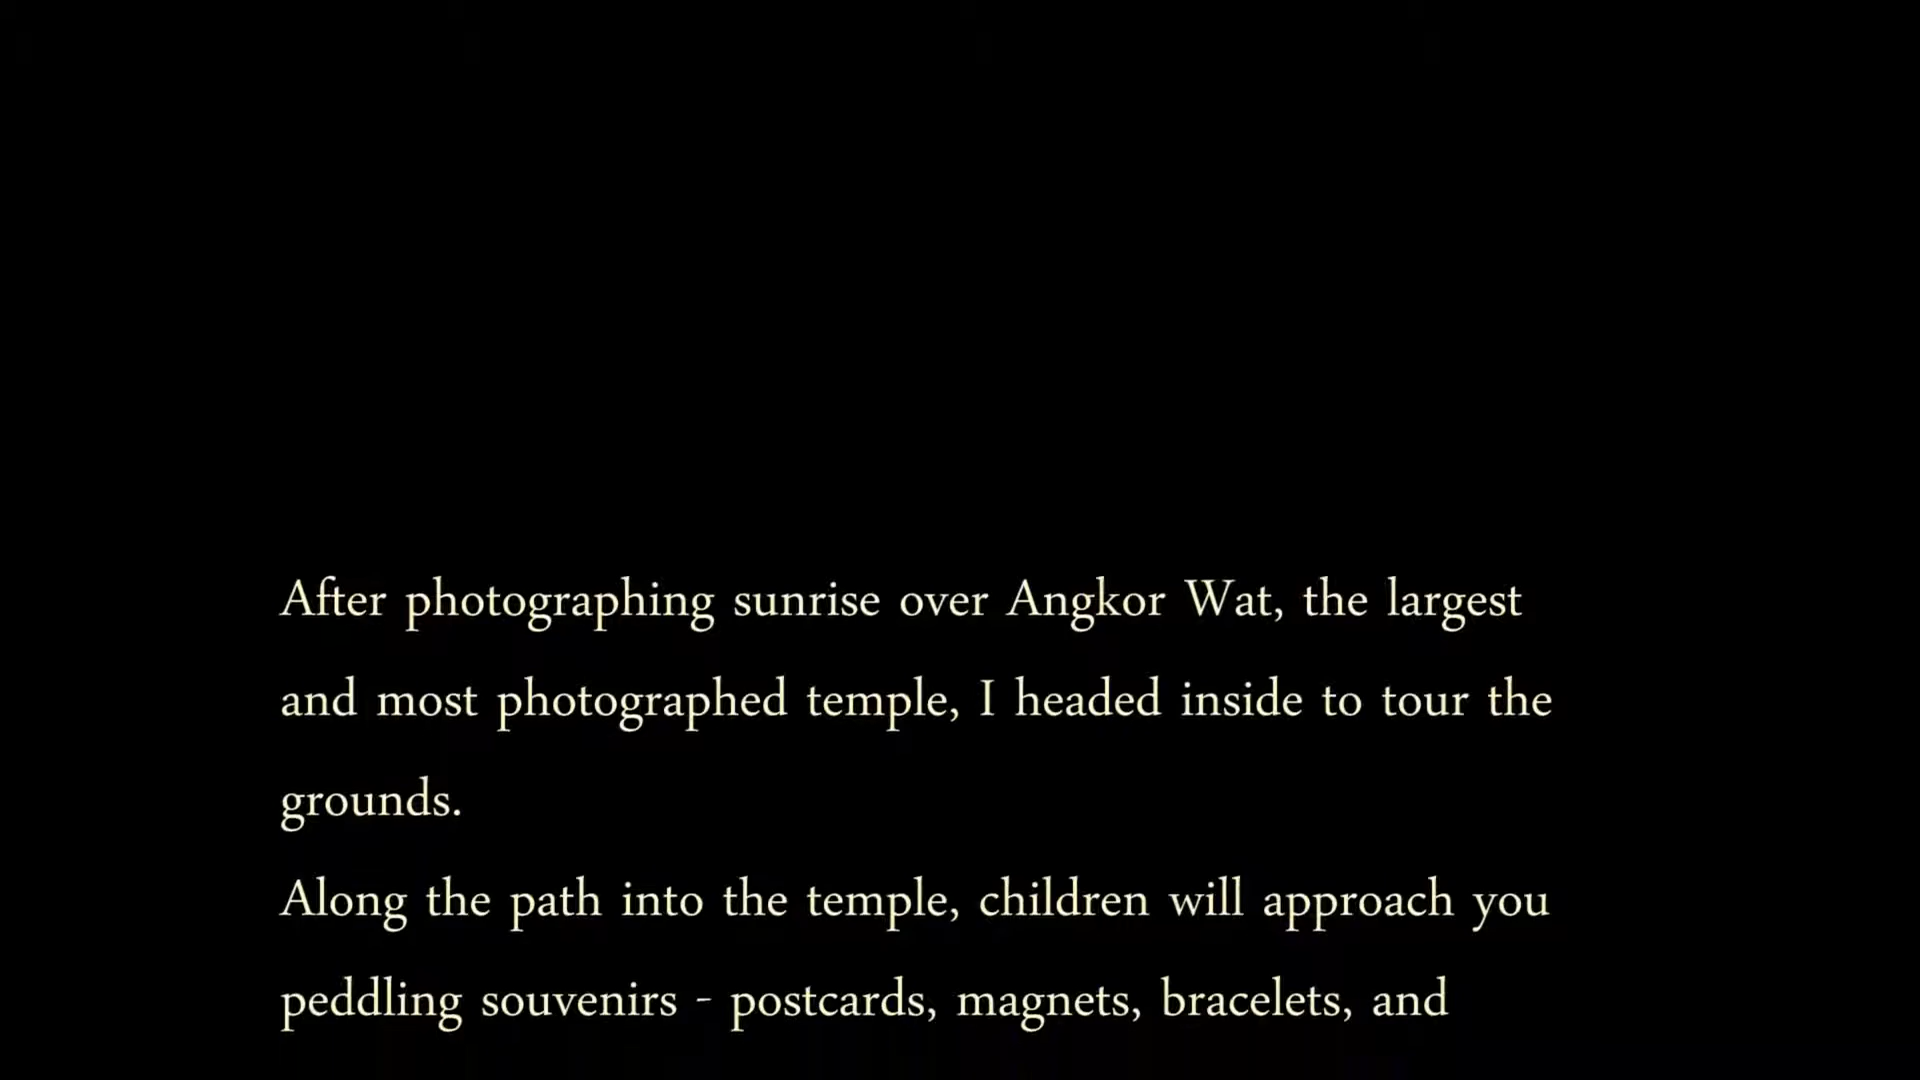 After photographing sunrise over Angkor Wat, the largest
and most photographed temple, I headed inside to tour the
grounds.
Along the path into the temple, children will approach you
peddling souvenirs - postcards, magnets, bracelets, and